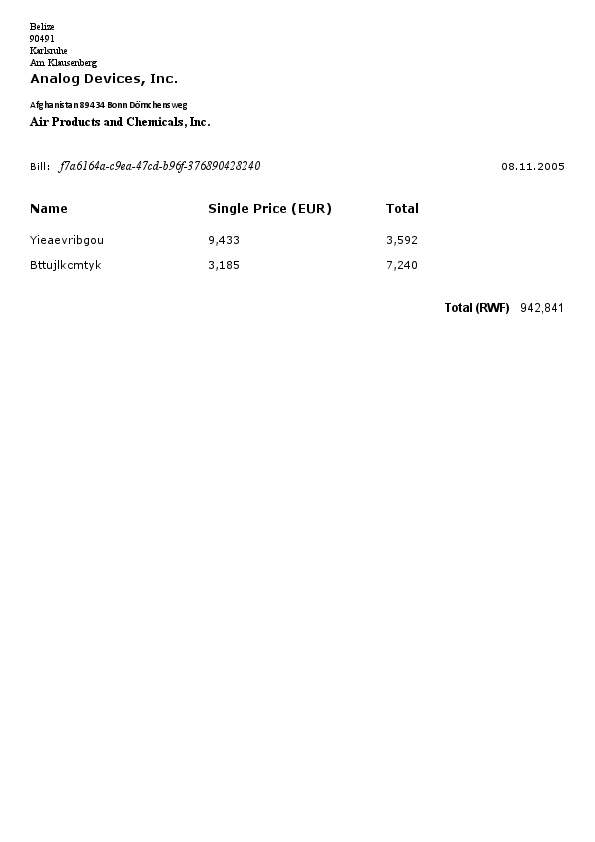 Belize
90491
Karlsruhe
Am Klausenberg
Analog Devices, Inc.
Afghanistan 89434 Bonn Dörnchensweg
Air Products and Chemicals, Inc.
Bill: f7a6164a-c9ea-47cd-b96f-376890428240 08.11.2005
Name Single Price (EUR) Total
Yieaevribgou 9,433 3,592
Bttujlkcmtyk 3,185 7,240
Total (RWF) 942,841